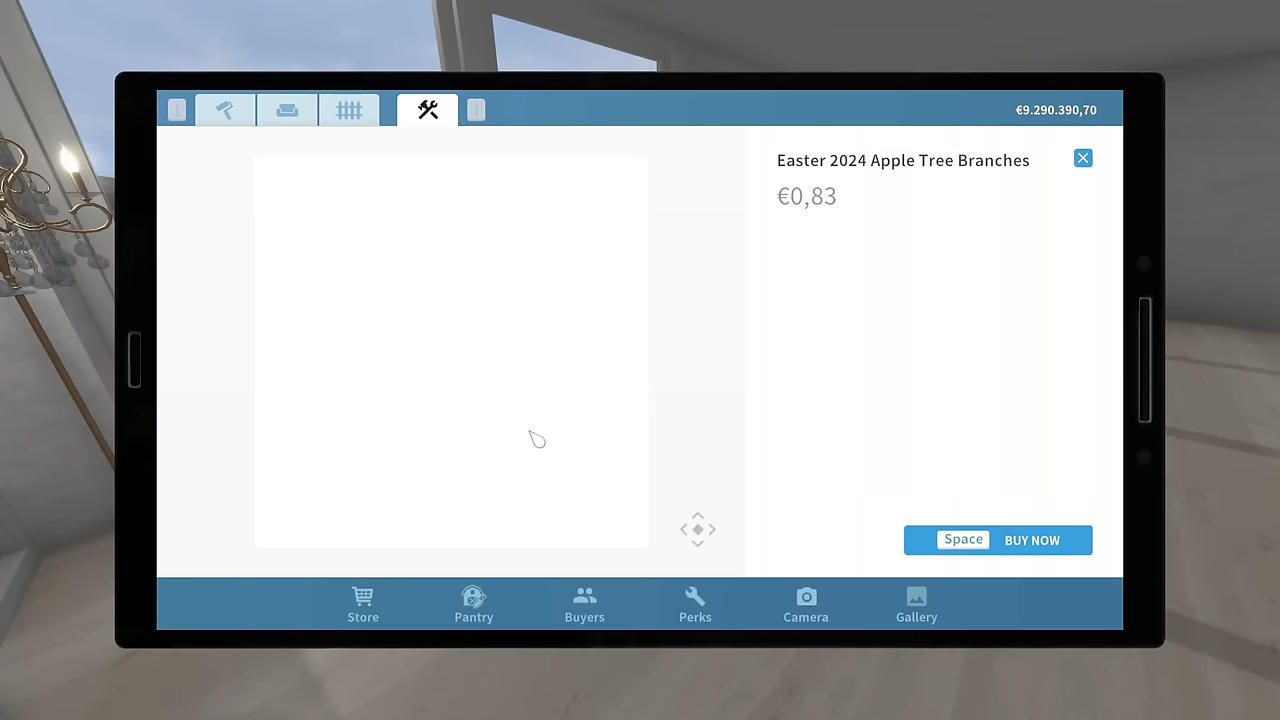 €9.290.390,70
Easter 2024 Apple Tree Branches
€0,83
Space BUY NOW
Store Pantry Buyers Perks Camera Gallery